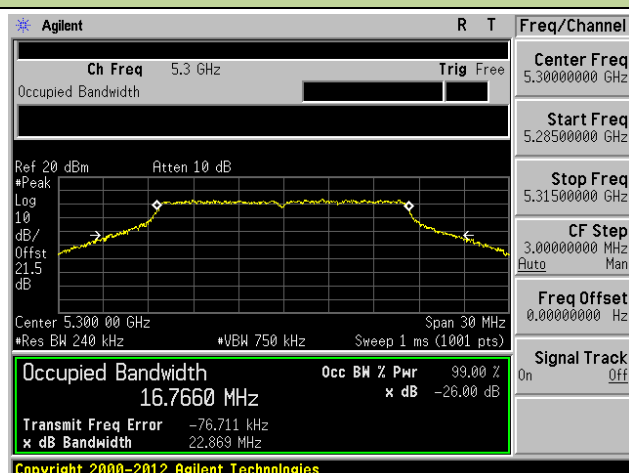 Agilent R T Freq/Channel
Ch Freq 5.3 GHz Trig Free
Occupied Bandwidth
Center Freq
5.30000000 GHz
Start Freq
5.28500000 GHz
Stop Freq
5.31500000 GHz
CF Step
3.00000000 MHz
Auto Man
Freq Offset
0.00000000 Hz
Signal Track
On Off
Ref 20 dBm Atten 10 dB
#Peak
Log
10
dB/
Offst
21.5
dB
Center 5.300 00 GHz Span 30 MHz
#Res BW 240 kHz #VBW 750 kHz Sweep 1 ms (1001 pts)
Occupied Bandwidth Occ BW % Pwr 99.00 %
16.7660 MHz x dB -26.00 dB
Transmit Freq Error -76.711 kHz
x dB Bandwidth 22.869 MHz
Copyright 2000-2012 Agilent Technologies